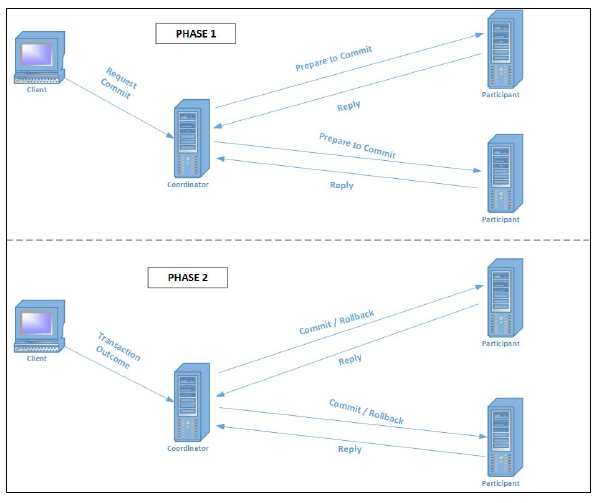 PHASE 1
Client
Request
Commit
Coordinator
Prepare to Commit
Reply
Participant
Prepare to Commit
Reply
Participant
PHASE 2
Client
Transaction
Outcome
Coordinator
Commit / Rollback
Reply
Participant
Commit / Rollback
Reply
Participant